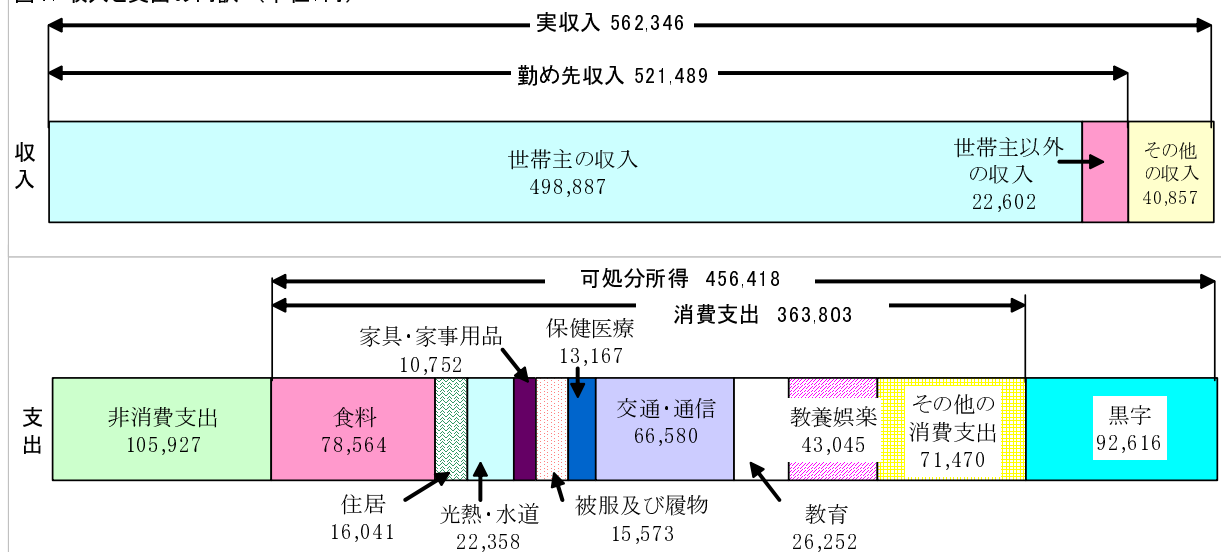 実収入 562,346
勤め先収入 521,489
収入
世帯主の収入
498,887
世帯主以外
の収入
22,602
その他
の収入
40,857
可処分所得 456,418
消費支出 363,803
家具・家事用品
10,752
保健医療
13,167
支出
非消費支出
105,927
食料
78,564
交通・通信
66,580
教養娯楽
43,045
その他の
消費支出
71,470
黒字
92,616
住居
16,041
光熱・水道
22,358
被服及び履物
15,573
教育
26,252